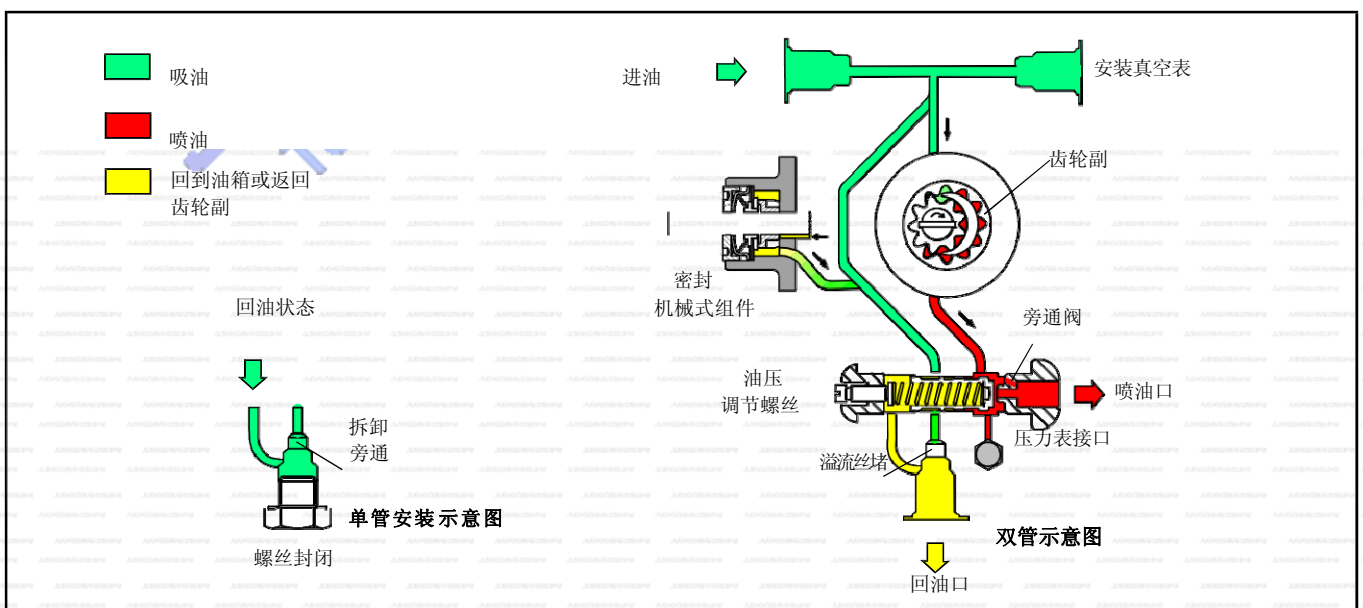 吸油
喷油
回到油箱或返回
齿轮副
进油
安装真空表
齿轮副
密封
机械式组件
回油状态
旁通阀
油压
调节螺丝
喷油口
拆卸
旁通
压力表接口
溢流丝堵
单管安装示意图
双管示意图
螺丝封闭
回油口